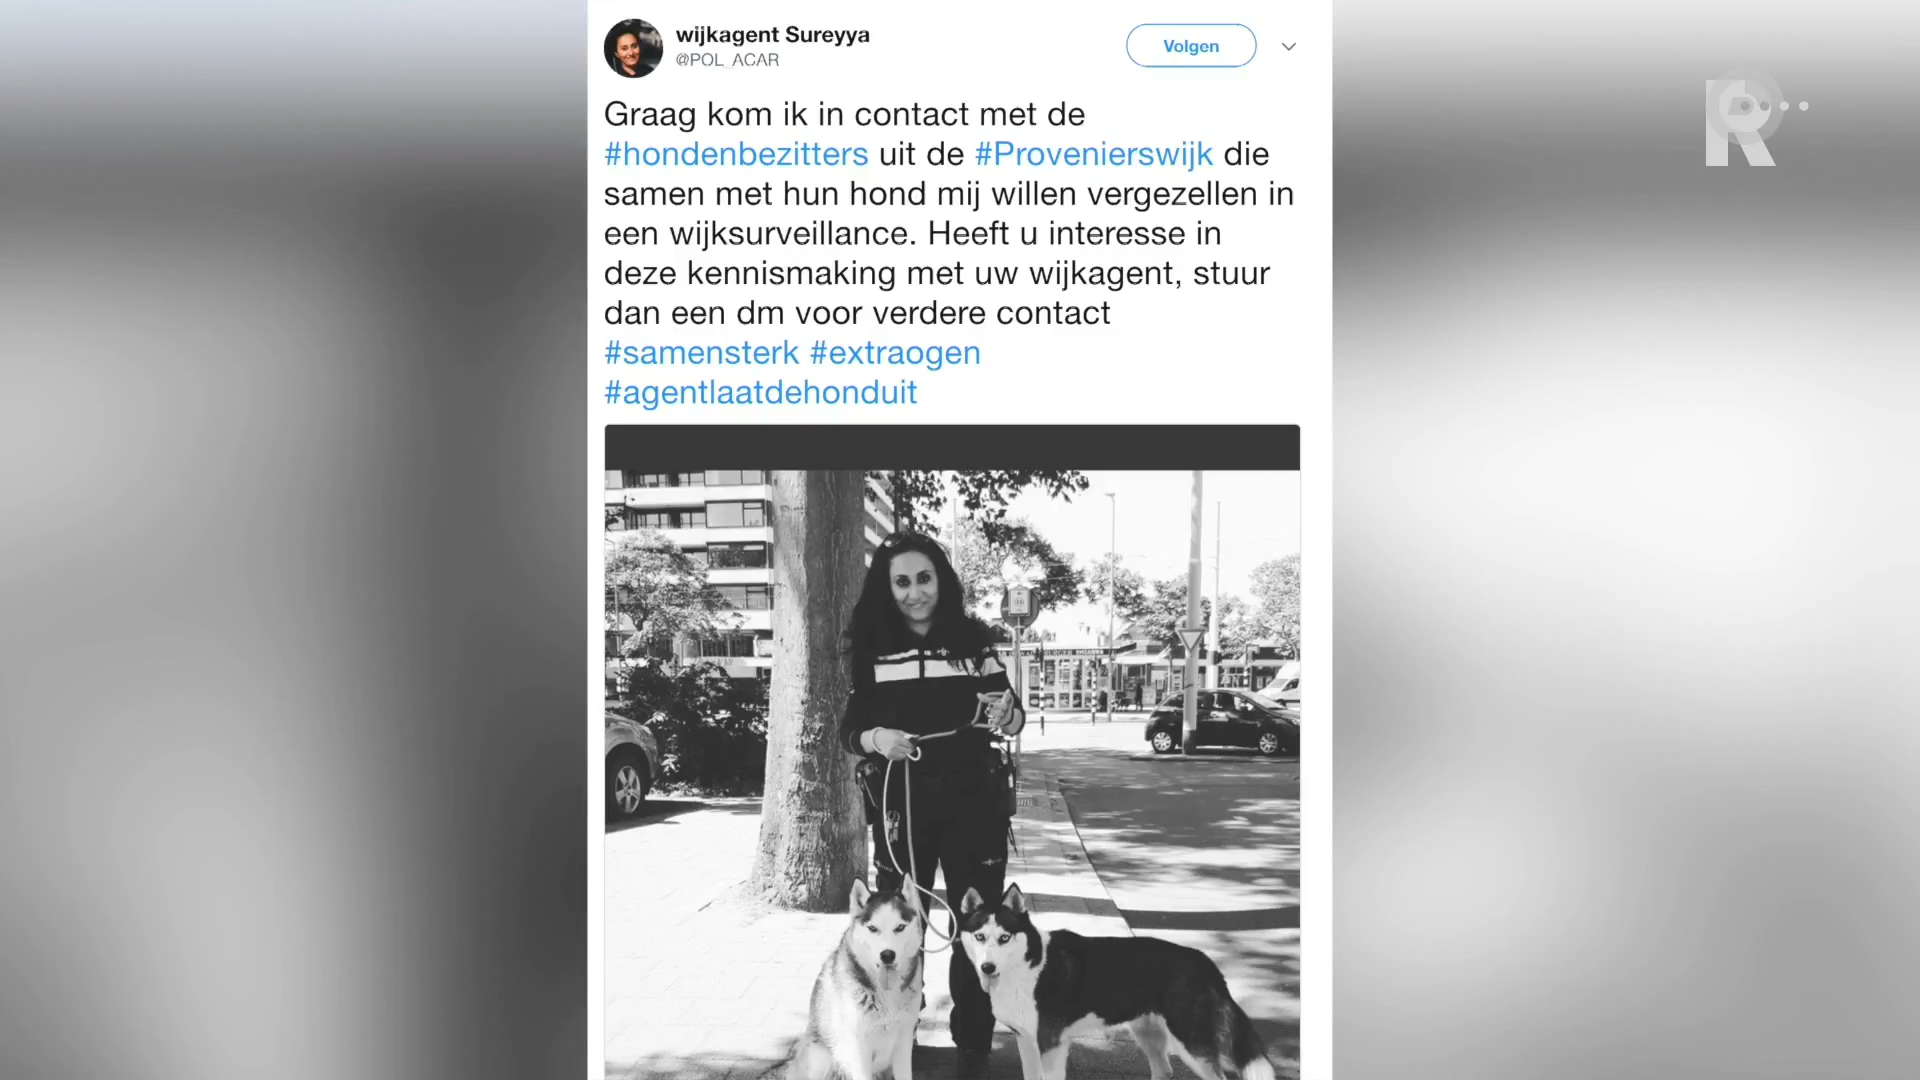 wijkagent Sureyya
@POL_ACAR
Volgen
Graag kom ik in contact met de
#hondenbezitters uit de #Provenierswijk die
samen met hun hond mij willen vergezellen in
een wijksurveillance. Heeft u interesse in
deze kennismaking met uw wijkagent, stuur
dan een dm voor verdere contact
#samensterk #extraogen
#agentlaatdehonduit
R